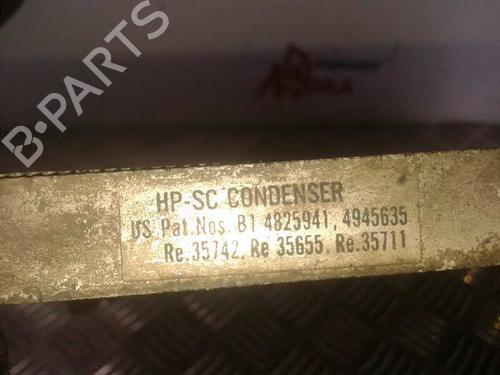 B-PARTS
HP-SC CONDENSER
US. Pat. Nos. B1 4825941, 4945635
Re.35742, Re 35655, Re.35711